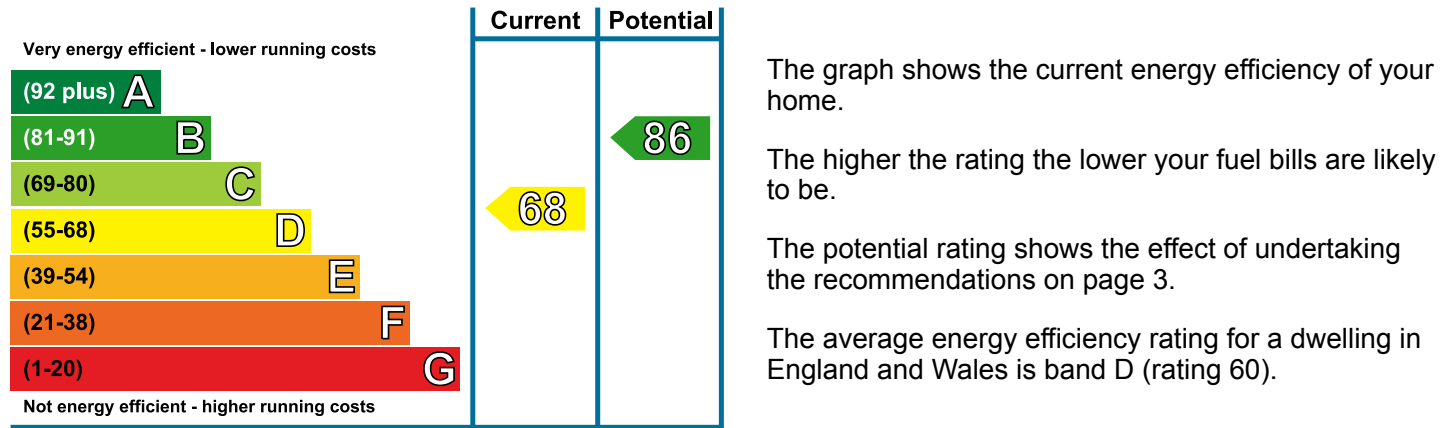 Current Potential
Very energy efficient - lower running costs
(92 plus) A
(81-91) B
86
(69-80) C
68
(55-68) D
(39-54) E
(21-38) F
(1-20) G
Not energy efficient - higher running costs
The graph shows the current energy efficiency of your
home.
The higher the rating the lower your fuel bills are likely
to be.
The potential rating shows the effect of undertaking
the recommendations on page 3.
The average energy efficiency rating for a dwelling in
England and Wales is band D (rating 60).